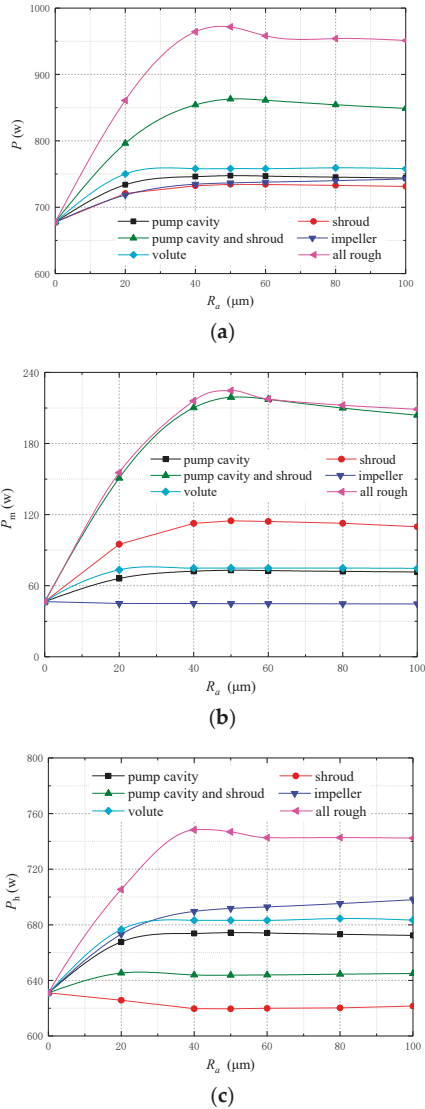 1000
900
800
700
600
P (w)
pump cavity
shroud
pump cavity and shroud
impeller
volute
all rough
0 20 40 60 80 100
Rₐ (μm)
(a)
240
180
120
60
0
Pₘ (w)
pump cavity
shroud
pump cavity and shroud
impeller
volute
all rough
0 20 40 60 80 100
Rₐ (μm)
(b)
800
760
720
680
640
600
Pₕ (w)
pump cavity
shroud
pump cavity and shroud
impeller
volute
all rough
0 20 40 60 80 100
Rₐ (μm)
(c)